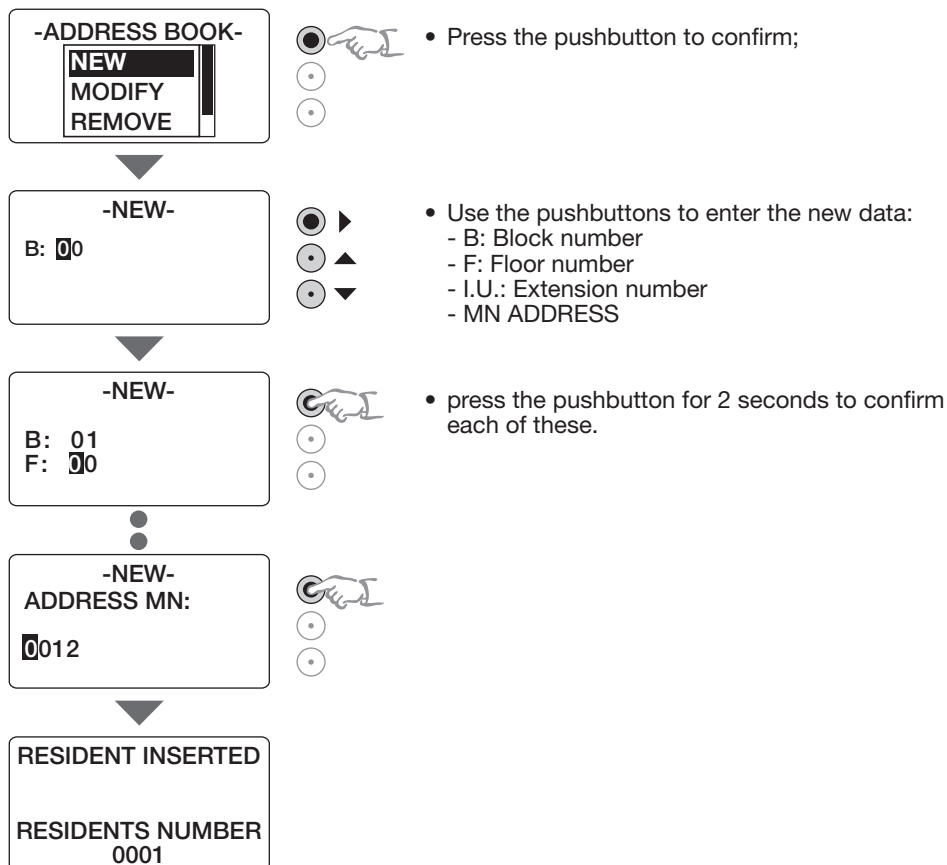 -ADDRESS BOOK-
NEW
MODIFY
REMOVE
• Press the pushbutton to confirm;
-NEW-
B: 00
• Use the pushbuttons to enter the new data:
- B: Block number
- F: Floor number
- I.U.: Extension number
- MN ADDRESS
-NEW-
B: 01
F: 00
• press the pushbutton for 2 seconds to confirm
each of these.
-NEW-
ADDRESS MN:
0012
RESIDENT INSERTED
RESIDENTS NUMBER
0001